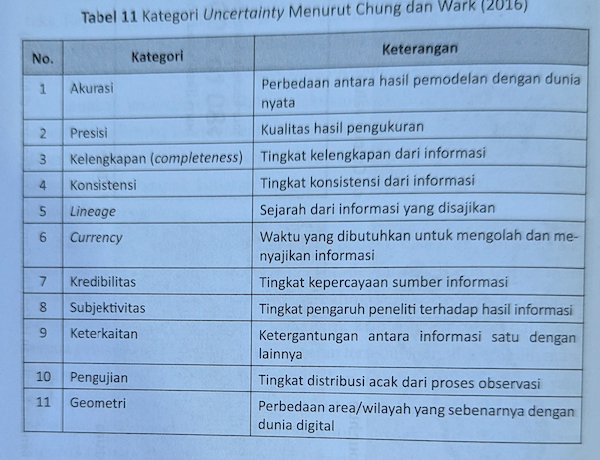 Tabel 11 Kategori Uncertainty Menurut Chung dan Wark (2016)
No. Kategori Keterangan
1 Akurasi Perbedaan antara hasil pemodelan dengan dunia
nyata
2 Presisi Kualitas hasil pengukuran
3 Kelengkapan (completeness) Tingkat kelengkapan dari informasi
4 Konsistensi Tingkat konsistensi dari informasi
5 Lineage Sejarah dari informasi yang disajikan
6 Currency Waktu yang dibutuhkan untuk mengolah dan me-
nyajikan informasi
7 Kredibilitas Tingkat kepercayaan sumber informasi
8 Subjektivitas Tingkat pengaruh peneliti terhadap hasil informasi
9 Keterkaitan Ketergantungan antara informasi satu dengan
lainnya
10 Pengujian Tingkat distribusi acak dari proses observasi
11 Geometri Perbedaan area/wilayah yang sebenarnya dengan
dunia digital